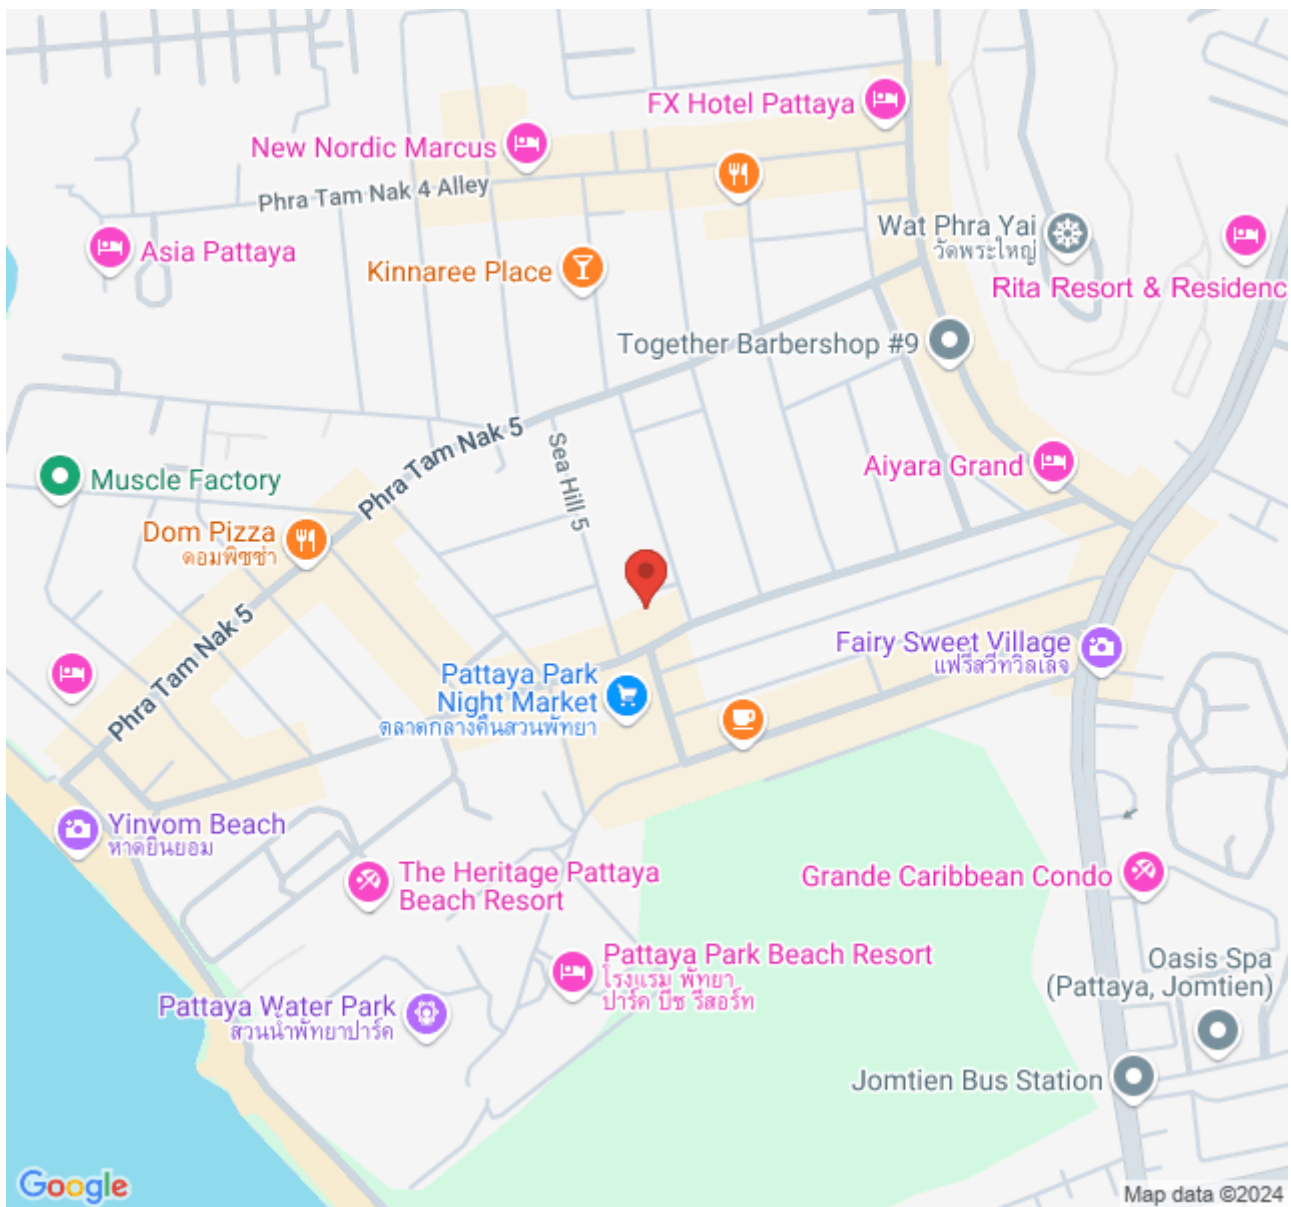 FX Hotel Pattaya
New Nordic Marcus
Phra Tam Nak 4 Alley
Wat Phra Yai
วัดพระใหญ่
Asia Pattaya
Kinnaree Place
Rita Resort & Residenc
Together Barbershop #9
Phra Tam Nak 5
Sea Hill 5
Aiyara Grand
Muscle Factory
Dom Pizza
ดอมพิซซ่า
Phra Tam Nak 5
Fairy Sweet Village
แฟรี่สวีทวิลเลจ
Pattaya Park
Night Market
ตลาดกลางคืนสวนพัทยา
Yinvom Beach
หาดยินยอม
The Heritage Pattaya
Beach Resort
Grande Caribbean Condo
Pattaya Park Beach Resort
โรงแรม พัทยา
ปาร์ค บีช รีสอร์ท
Oasis Spa
(Pattaya, Jomtien)
Pattaya Water Park
สวนน้ำพัทยาปาร์ค
Jomtien Bus Station
Google
Map data ©2024